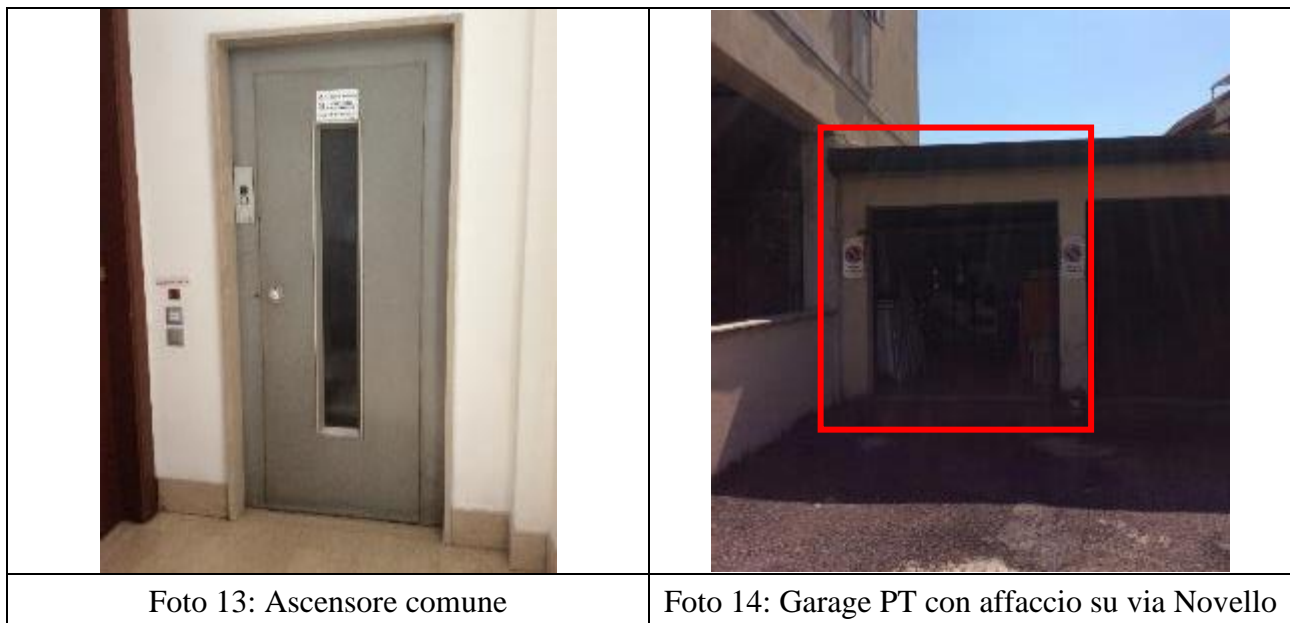 Foto 13: Ascensore comune
Foto 14: Garage PT con affaccio su via Novello